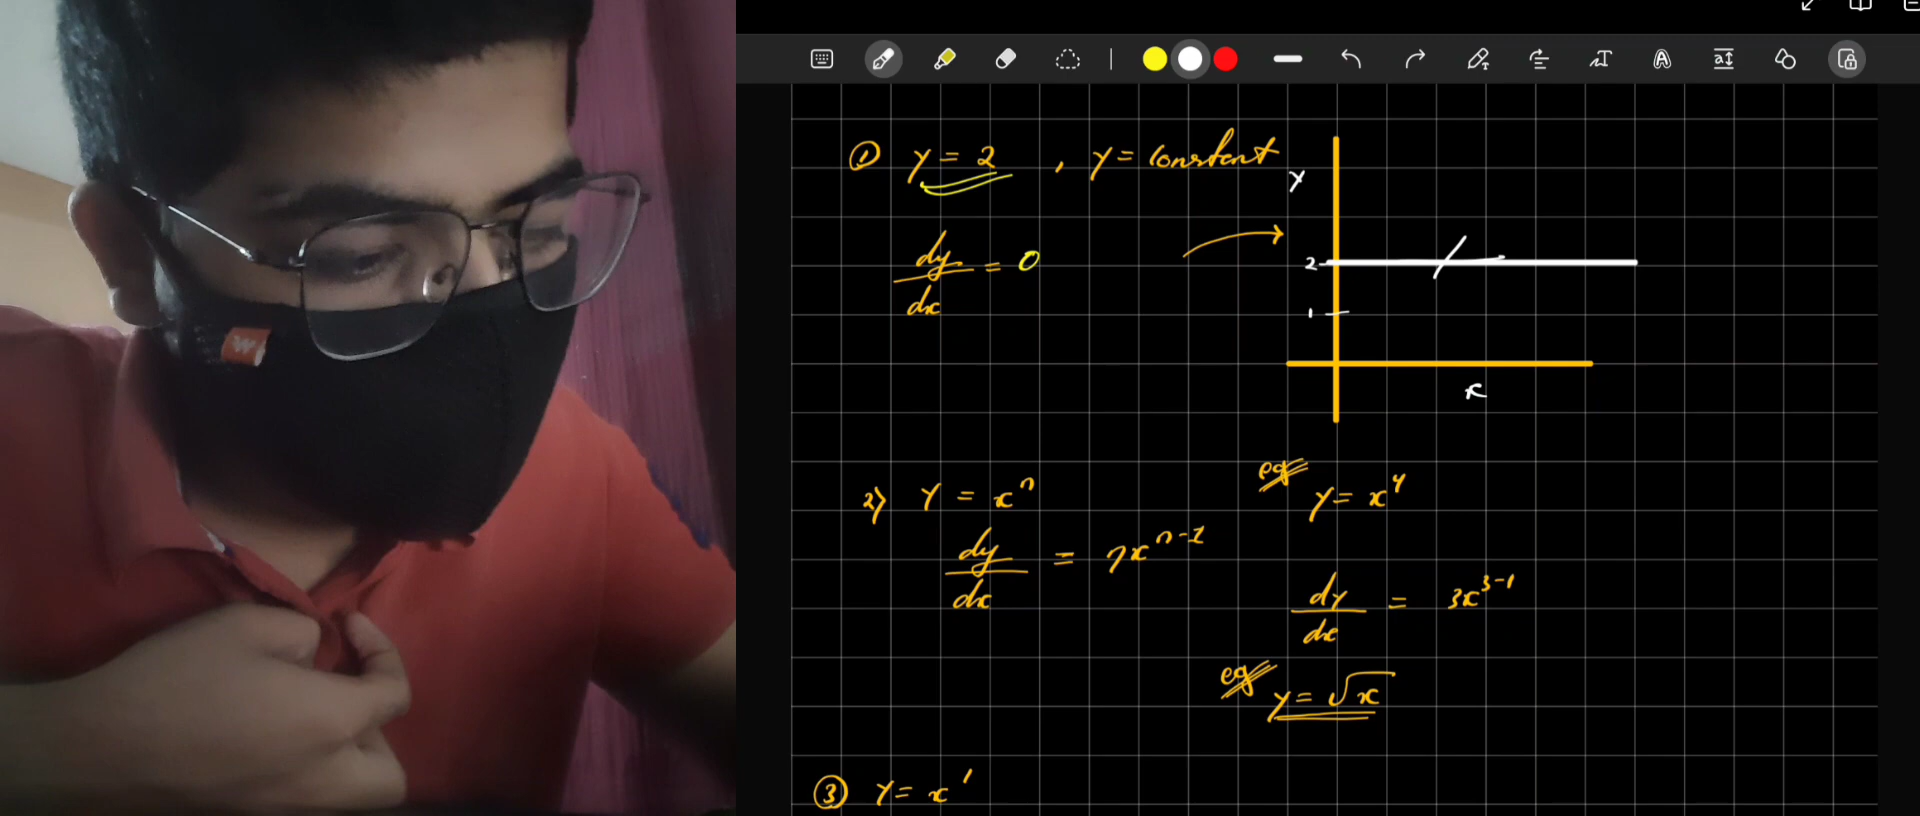 ① y = 2 , y = constant
dy/dx = 0
y
2
1
x
2) y = xⁿ
dy/dx = nxⁿ⁻¹
eg y = x⁴
dy/dx = 3x³⁻¹
eg y = √x
③ y = x¹
W